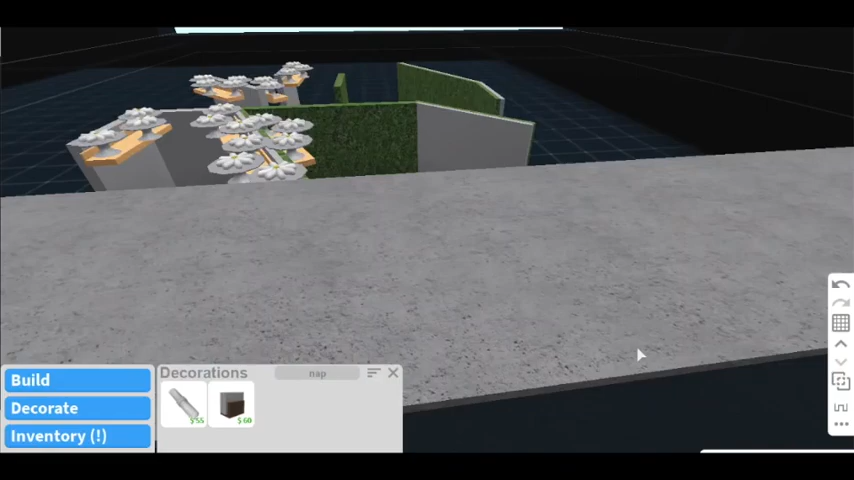 Decorations
nap
$55
$60
Build
Decorate
Inventory (!)